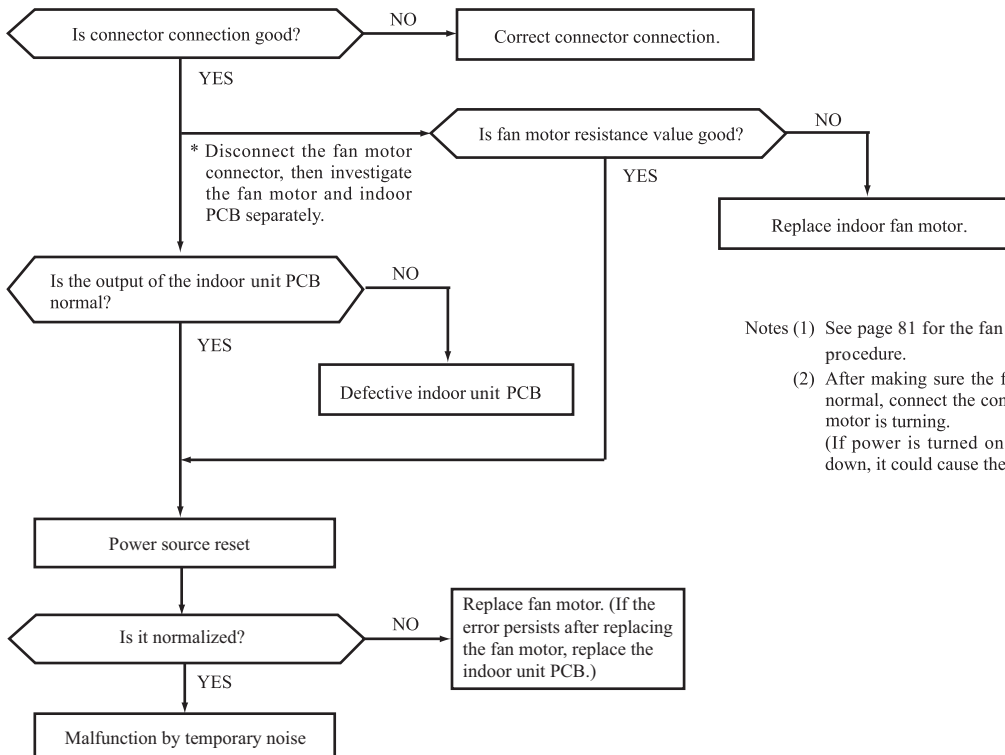 Is connector connection good?
NO
Correct connector connection.
YES
Is fan motor resistance value good?
NO
* Disconnect the fan motor
connector, then investigate
the fan motor and indoor
PCB separately.
YES
Replace indoor fan motor.
Is the output of the indoor unit PCB
normal?
NO
YES
Defective indoor unit PCB
Notes (1) See page 81 for the fan
procedure.
(2) After making sure the
normal, connect the
motor is turning.
(If power is turned on
down, it could cause the
Power source reset
Is it normalized?
NO
Replace fan motor. (If the
error persists after replacing
the fan motor, replace the
indoor unit PCB.)
YES
Malfunction by temporary noise